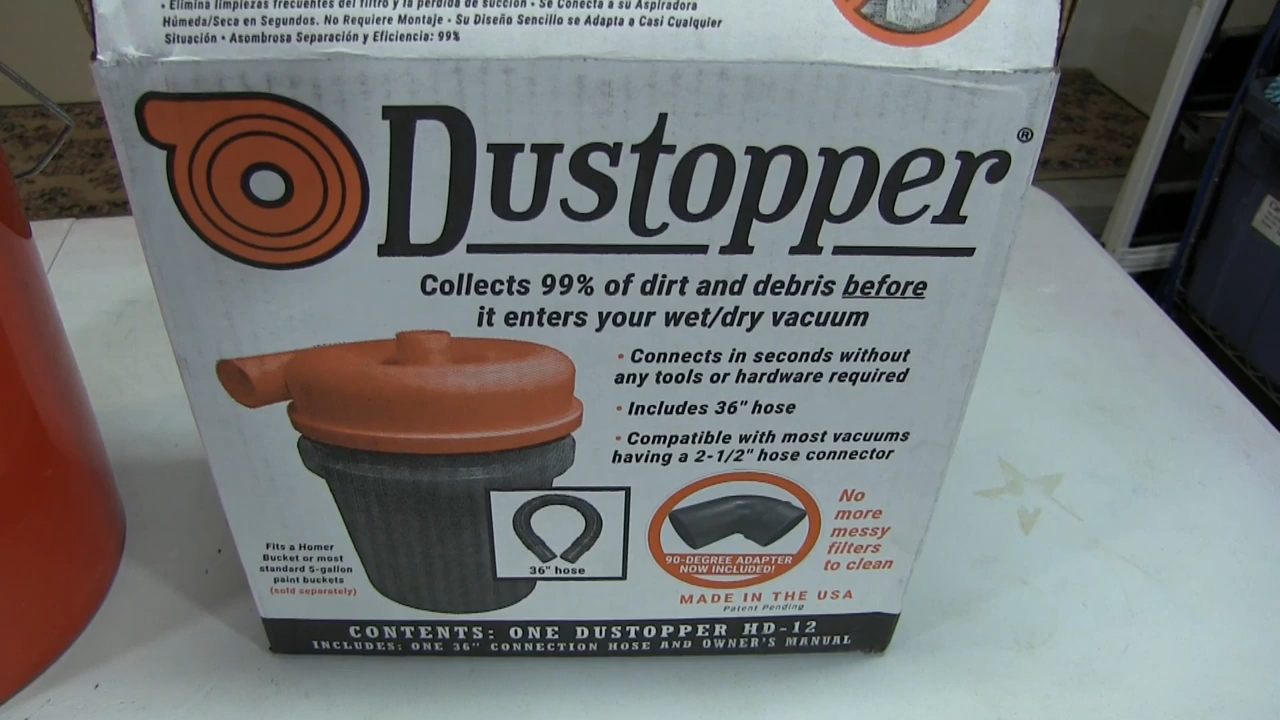 • Elimina limpiezas frecuentes del filtro y la pérdida de succión • Se Conecta a su Aspiradora
Húmeda/Seca en Segundos. No Requiere Montaje • Su Diseño Sencillo se Adapta a Casi Cualquier
Situación • Asombrosa Separación y Eficiencia: 99%
Dustopper®
Collects 99% of dirt and debris before
it enters your wet/dry vacuum
• Connects in seconds without
any tools or hardware required
• Includes 36" hose
• Compatible with most vacuums
having a 2-1/2" hose connector
Fits a Homer
Bucket or most
standard 5-gallon
paint buckets
(sold separately)
36" hose
90-DEGREE ADAPTER
NOW INCLUDED!
No
more
messy
filters
to clean
MADE IN THE USA
Patent Pending
CONTENTS: ONE DUSTOPPER HD-12
INCLUDES: ONE 36" CONNECTION HOSE AND OWNER'S MANUAL